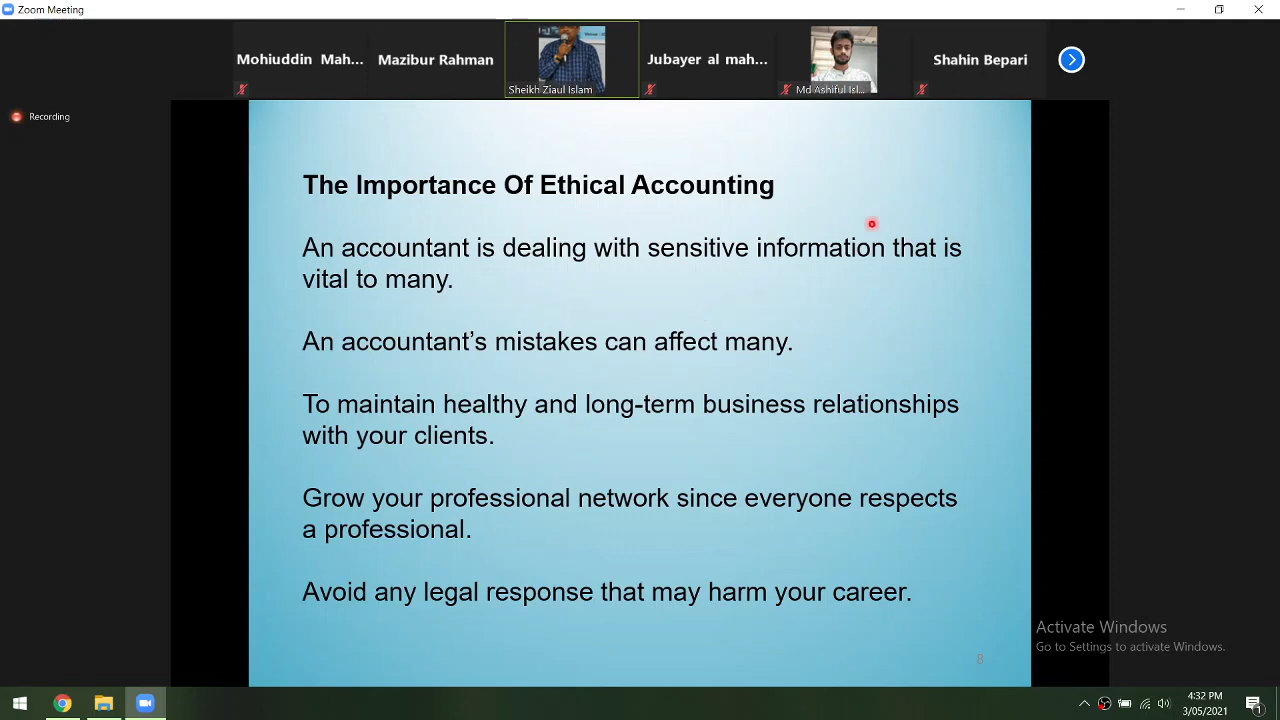 Zoom Meeting
Mohiuddin Mah...
Mazibur Rahman
Sheikh Ziaul Islam
Jubayer al mah...
Md Ashiful Isl...
Shahin Bepari
Recording
The Importance Of Ethical Accounting
An accountant is dealing with sensitive information that is
vital to many.
An accountant’s mistakes can affect many.
To maintain healthy and long-term business relationships
with your clients.
Grow your professional network since everyone respects
a professional.
Avoid any legal response that may harm your career.
8
Activate Windows
Go to Settings to activate Windows.
4:32 PM
3/05/2021
1